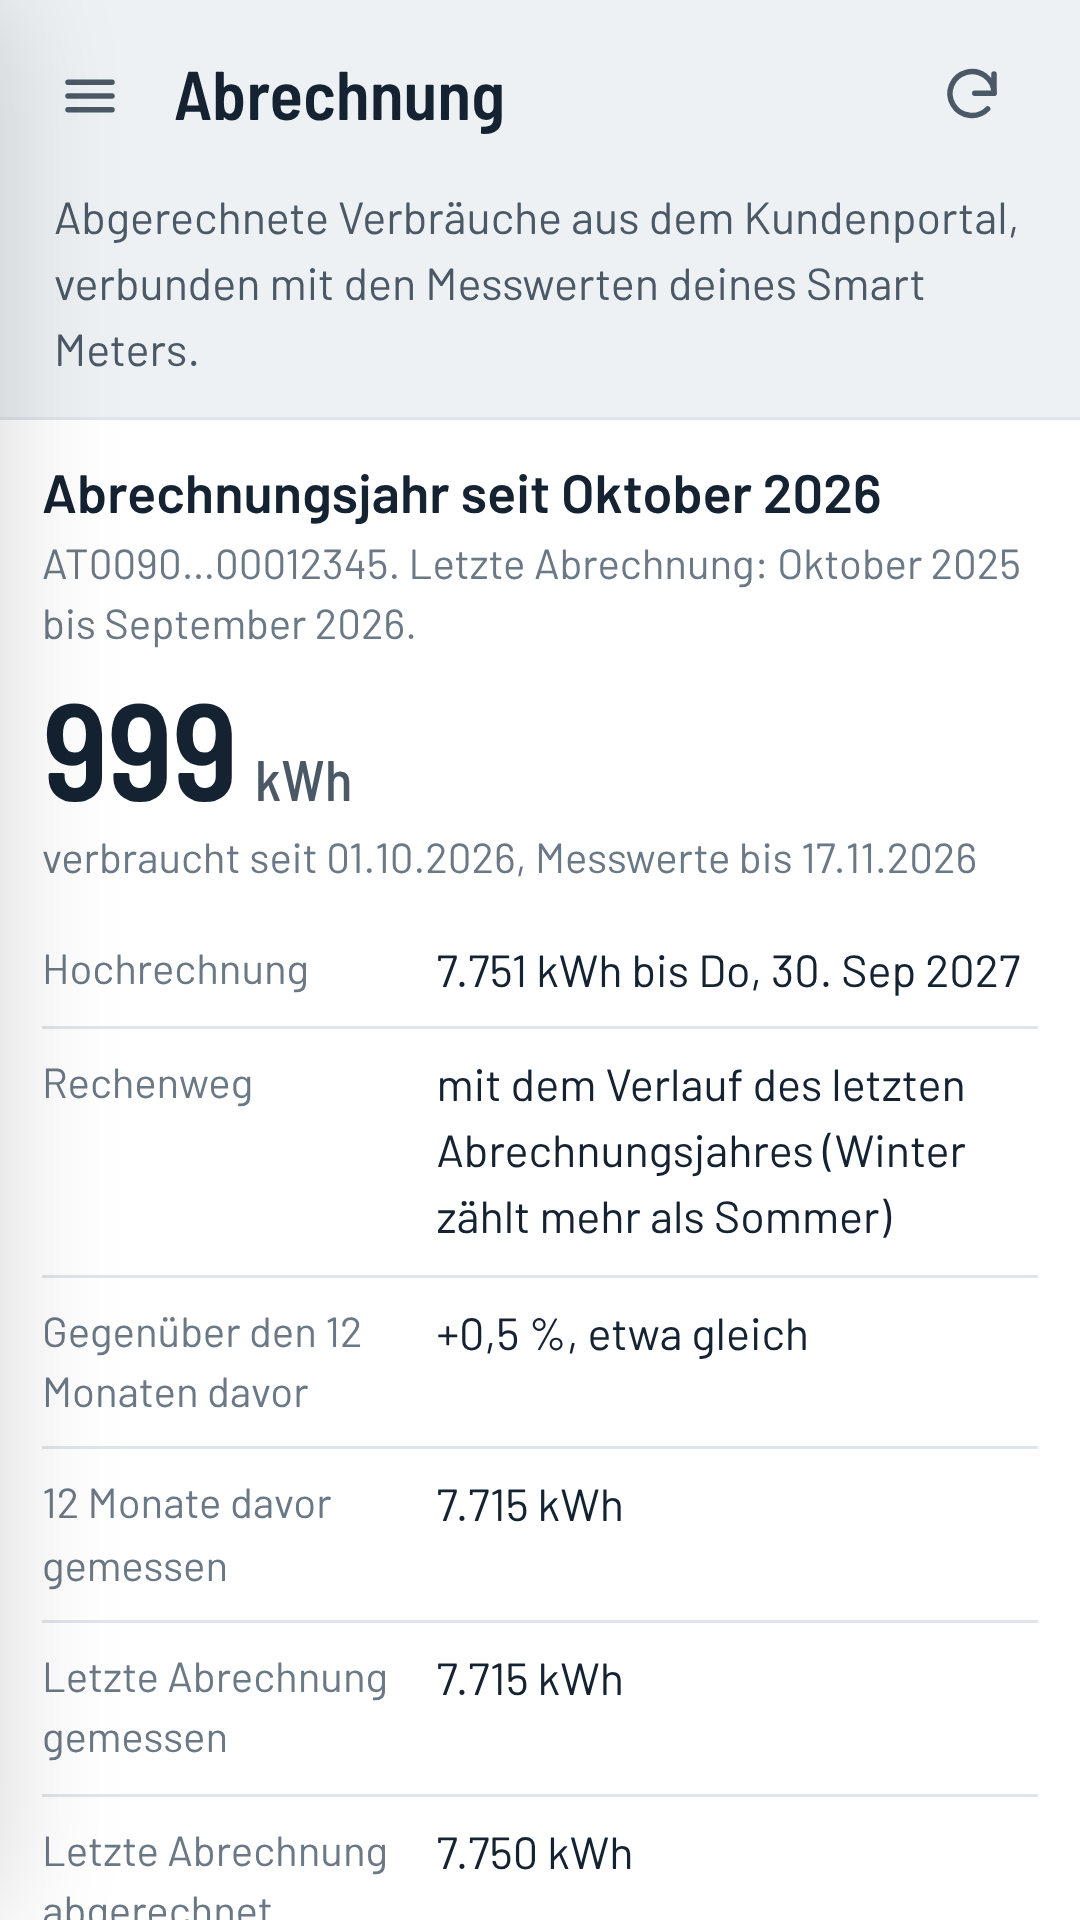 Abrechnung
Abgerechnete Verbräuche aus dem Kundenportal,
verbunden mit den Messwerten deines Smart
Meters.
Abrechnungsjahr seit Oktober 2026
AT0090…00012345. Letzte Abrechnung: Oktober 2025
bis September 2026.
999 kWh
verbraucht seit 01.10.2026, Messwerte bis 17.11.2026
Hochrechnung
7.751 kWh bis Do, 30. Sep 2027
Rechenweg
mit dem Verlauf des letzten
Abrechnungsjahres (Winter
zählt mehr als Sommer)
Gegenüber den 12
Monaten davor
+0,5 %, etwa gleich
12 Monate davor
gemessen
7.715 kWh
Letzte Abrechnung
gemessen
7.715 kWh
Letzte Abrechnung
abgerechnet
7.750 kWh